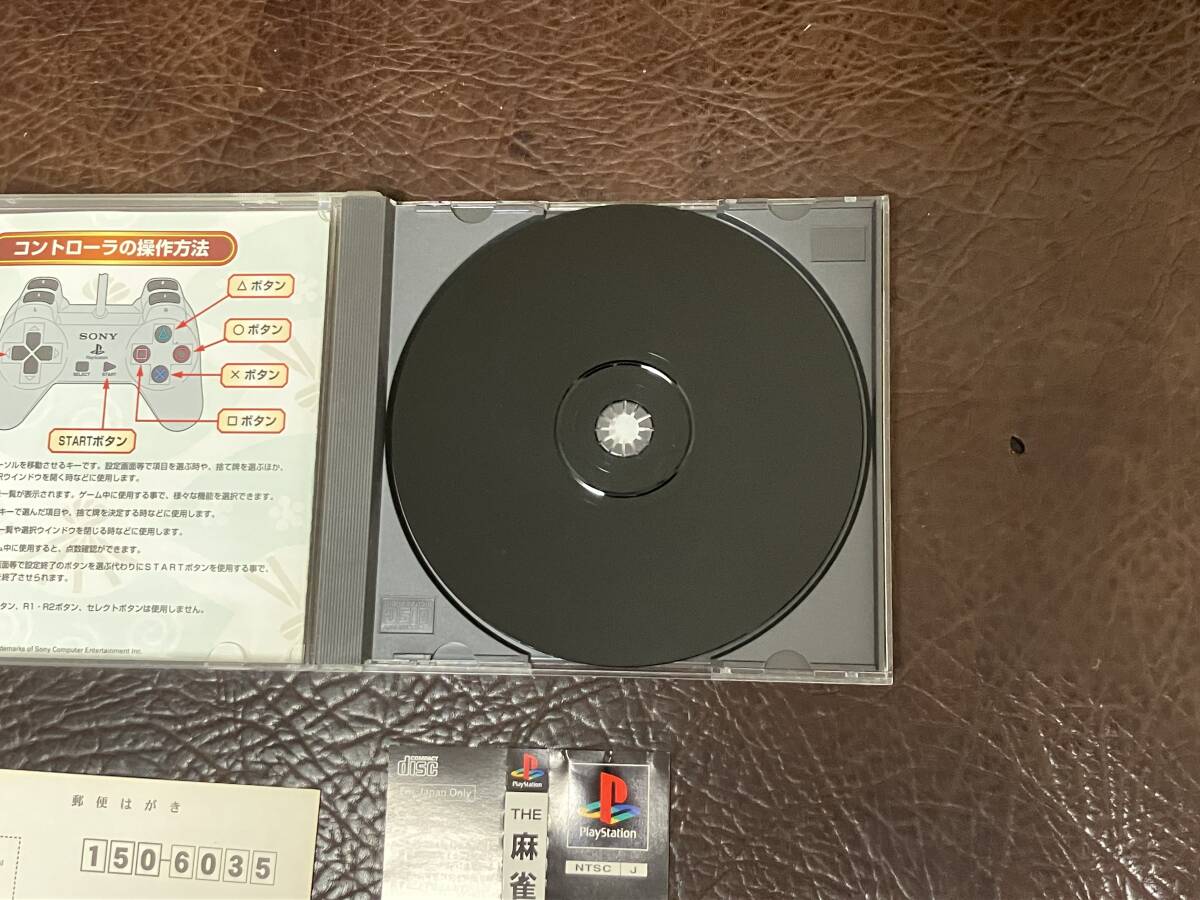 コントローラの操作方法
△ボタン
○ボタン
SONY
PlayStation
SELECT
START
×ボタン
□ボタン
STARTボタン
ーソルを移動させるキーです。設定画面等で項目を選ぶ時や、捨て牌を選ぶほか、
択ウインドウを開く時などに使用します。
一覧が表示されます。ゲーム中に使用する事で、様々な機能を選択できます。
キーで選んだ項目や、捨て牌を決定する時などに使用します。
一覧や選択ウインドウを閉じる時などに使用します。
ム中に使用すると、点数確認ができます。
画面等で設定終了のボタンを選ぶ代わりにSTARTボタンを使用する事で、
を終了させられます。
タン、R1・R2ボタン、セレクトボタンは使用しません。
demarks of Sony Computer Entertainment Inc.
郵便はがき
150-6035
COMPACT
disc
For Japan Only
PlayStation
THE
麻雀
PlayStation
NTSC J